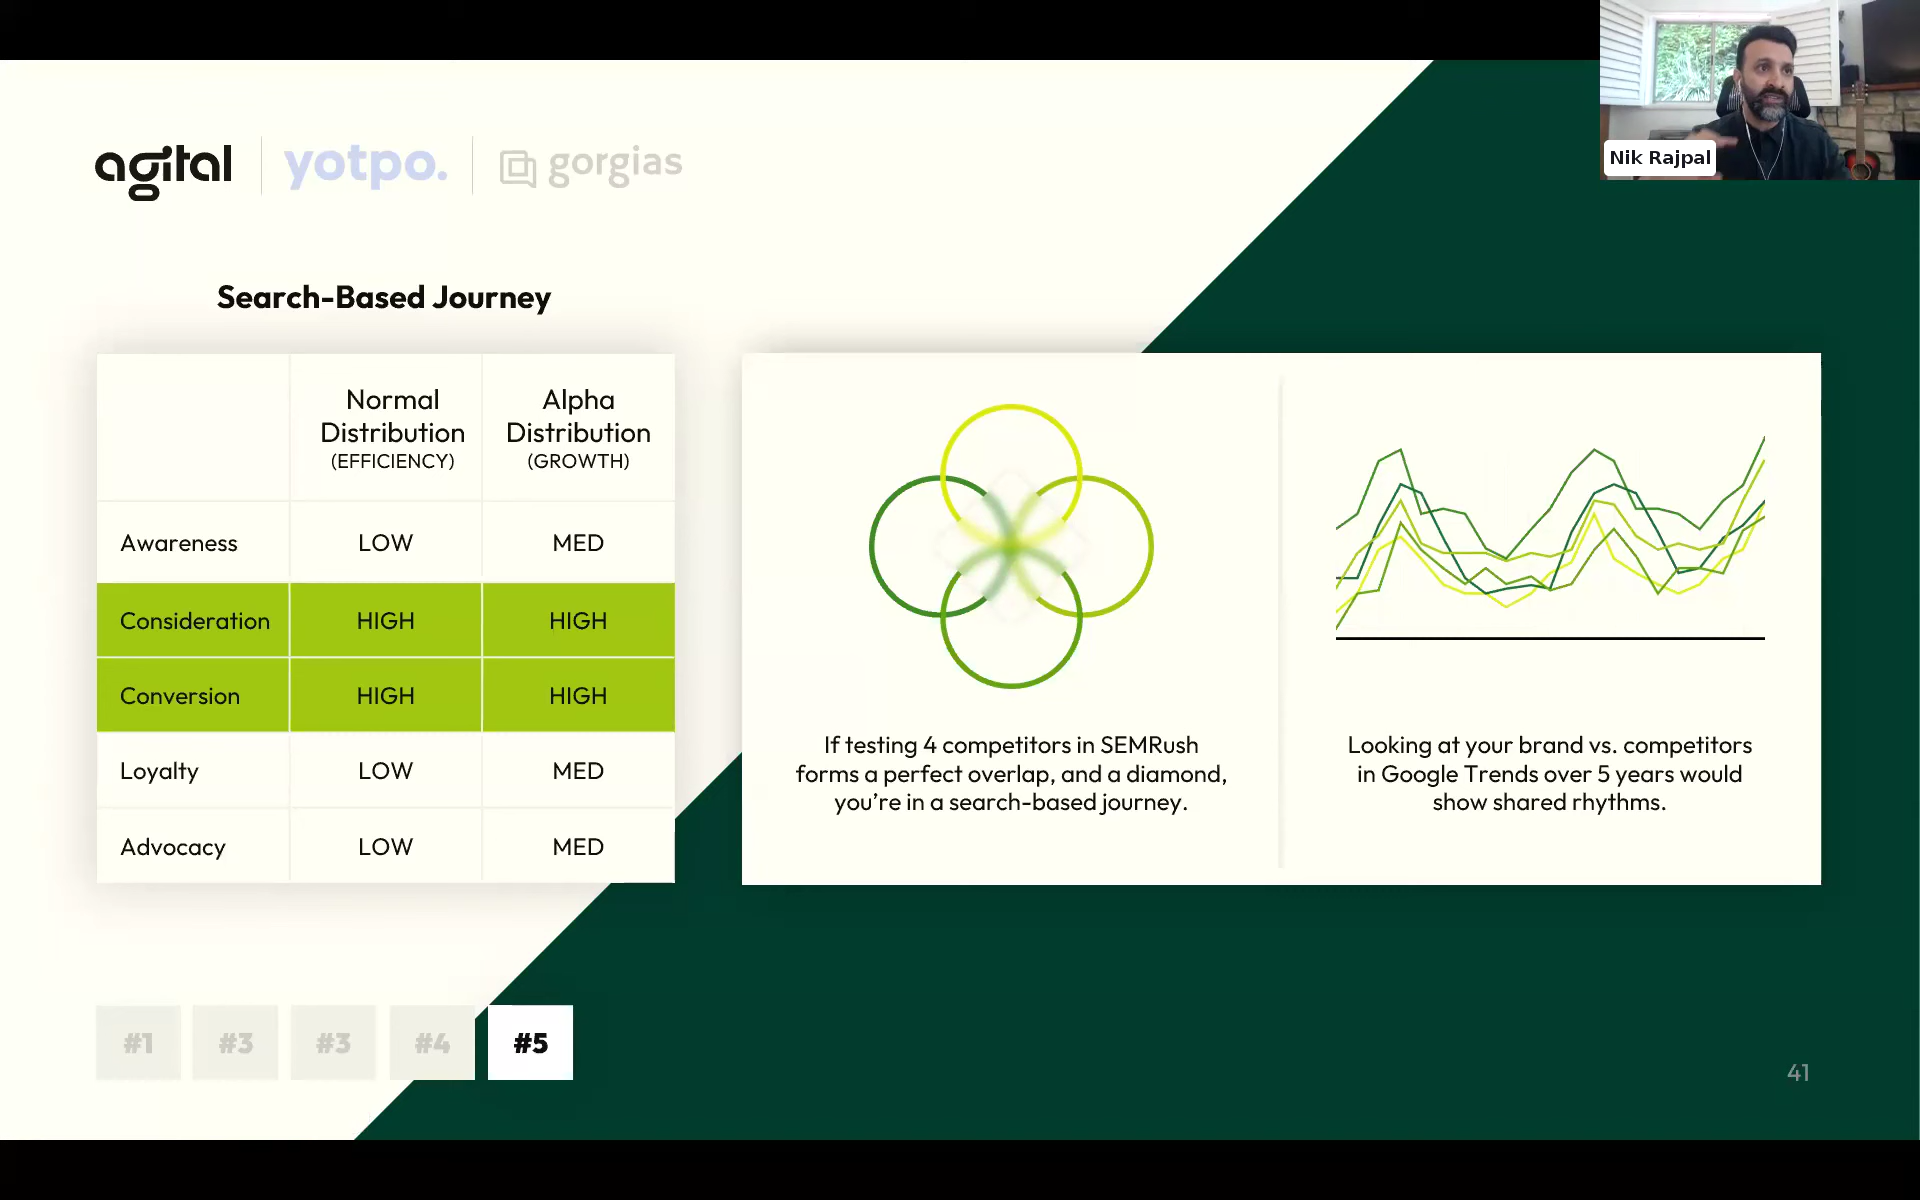 Nik Rajpal
agital
yotpo.
gorgias
Search-Based Journey
Normal
Distribution
(EFFICIENCY)
Alpha
Distribution
(GROWTH)
Awareness LOW MED
Consideration HIGH HIGH
Conversion HIGH HIGH
Loyalty LOW MED
Advocacy LOW MED
If testing 4 competitors in SEMRush
forms a perfect overlap, and a diamond,
you're in a search-based journey.
Looking at your brand vs. competitors
in Google Trends over 5 years would
show shared rhythms.
#1 #3 #3 #4 #5
41